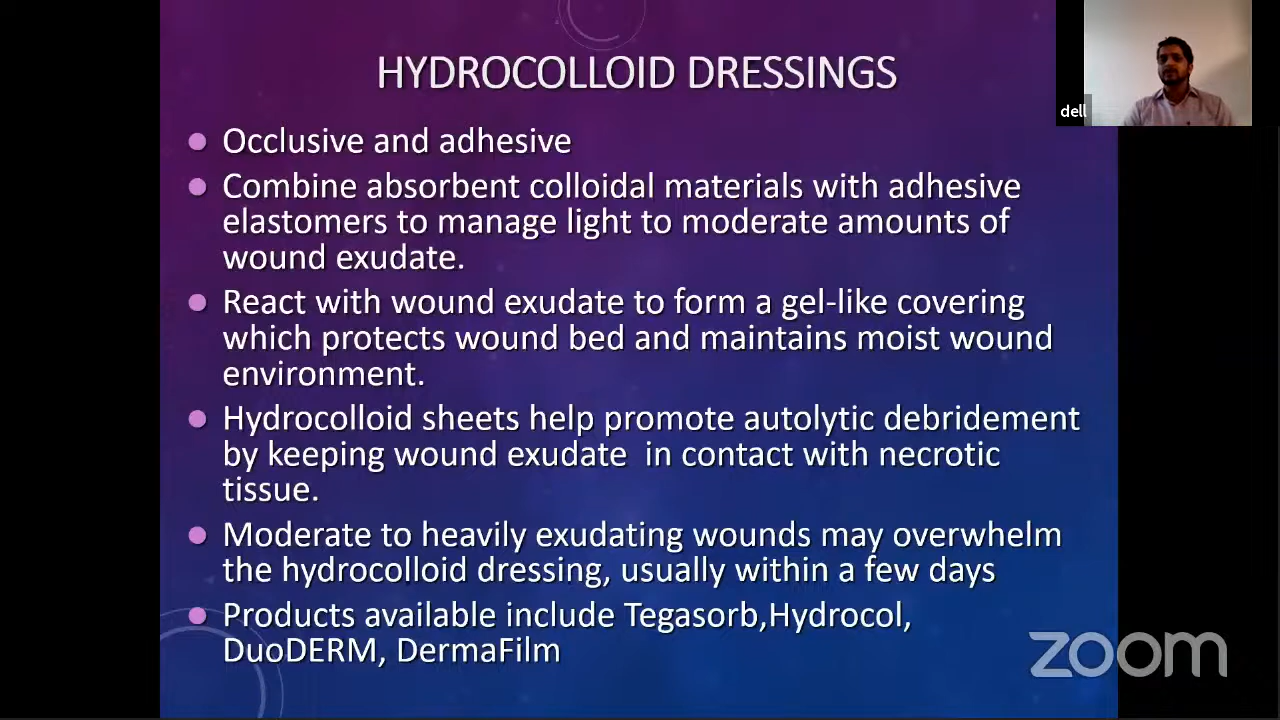 HYDROCOLLOID DRESSINGS
dell
Occlusive and adhesive
Combine absorbent colloidal materials with adhesive
elastomers to manage light to moderate amounts of
wound exudate.
React with wound exudate to form a gel-like covering
which protects wound bed and maintains moist wound
environment.
Hydrocolloid sheets help promote autolytic debridement
by keeping wound exudate  in contact with necrotic
tissue.
Moderate to heavily exudating wounds may overwhelm
the hydrocolloid dressing, usually within a few days
Products available include Tegasorb,Hydrocol,
DuoDERM, DermaFilm
zoom